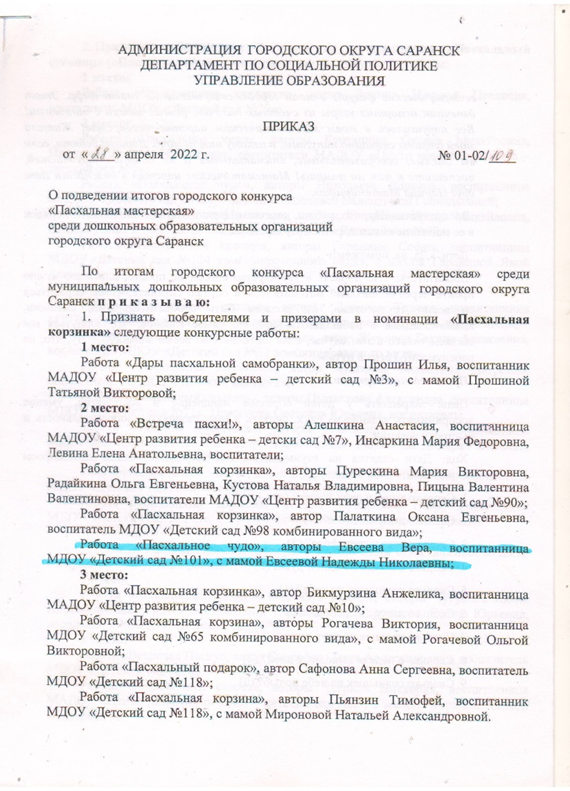 АДМИНИСТРАЦИЯ ГОРОДСКОГО ОКРУГА САРАНСК
ДЕПАРТАМЕНТ ПО СОЦИАЛЬНОЙ ПОЛИТИКЕ
УПРАВЛЕНИЕ ОБРАЗОВАНИЯ
ПРИКАЗ
от «28» апреля 2022 г. № 01-02/109
О подведении итогов городского конкурса
«Пасхальная мастерская»
среди дошкольных образовательных организаций
городского округа Саранск
По итогам городского конкурса «Пасхальная мастерская» среди
муниципальных дошкольных образовательных организаций городского округа
Саранск п р и к а з ы в а ю:
1. Признать победителями и призерами в номинации «Пасхальная
корзинка» следующие конкурсные работы:
1 место:
Работа «Дары пасхальной самобранки», автор Прошин Илья, воспитанник
МАДОУ «Центр развития ребенка – детский сад №3», с мамой Прошиной
Татьяной Викторовой;
2 место:
Работа «Встреча пасхи!», авторы Алешкина Анастасия, воспитанница
МАДОУ «Центр развития ребенка – детски сад №7», Инсаркина Мария Федоровна,
Левина Елена Анатольевна, воспитатели;
Работа «Пасхальная корзинка», авторы Пурескина Мария Викторовна,
Радайкина Ольга Евгеньевна, Кустова Наталья Владимировна, Пицына Валентина
Валентиновна, воспитатели МАДОУ «Центр развития ребенка – детский сад №90»;
Работа «Пасхальная корзинка», автор Палаткина Оксана Евгеньевна,
воспитатель МДОУ «Детский сад №98 комбинированного вида»;
Работа «Пасхальное чудо», авторы Евсеева Вера, воспитанница
МДОУ «Детский сад №101», с мамой Евсеевой Надежды Николаевны;
3 место:
Работа «Пасхальная корзинка», автор Бикмурзина Анжелика, воспитанница
МАДОУ «Центр развития ребенка – детский сад №10»;
Работа «Пасхальная корзина», авторы Рогачева Виктория, воспитанница
МДОУ «Детский сад №65 комбинированного вида», с мамой Рогачевой Ольгой
Викторовной;
Работа «Пасхальный подарок», автор Сафонова Анна Сергеевна, воспитатель
МДОУ «Детский сад №118»;
Работа «Пасхальная корзина», авторы Пьянзин Тимофей, воспитанник
МДОУ «Детский сад №118», с мамой Мироновой Натальей Александровной.